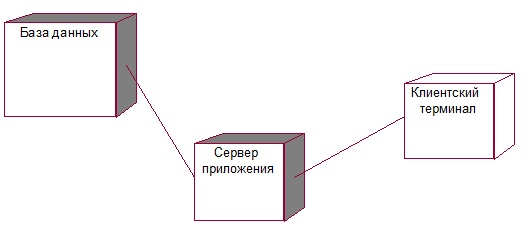 База данных
Клиентский
терминал
Сервер
приложения